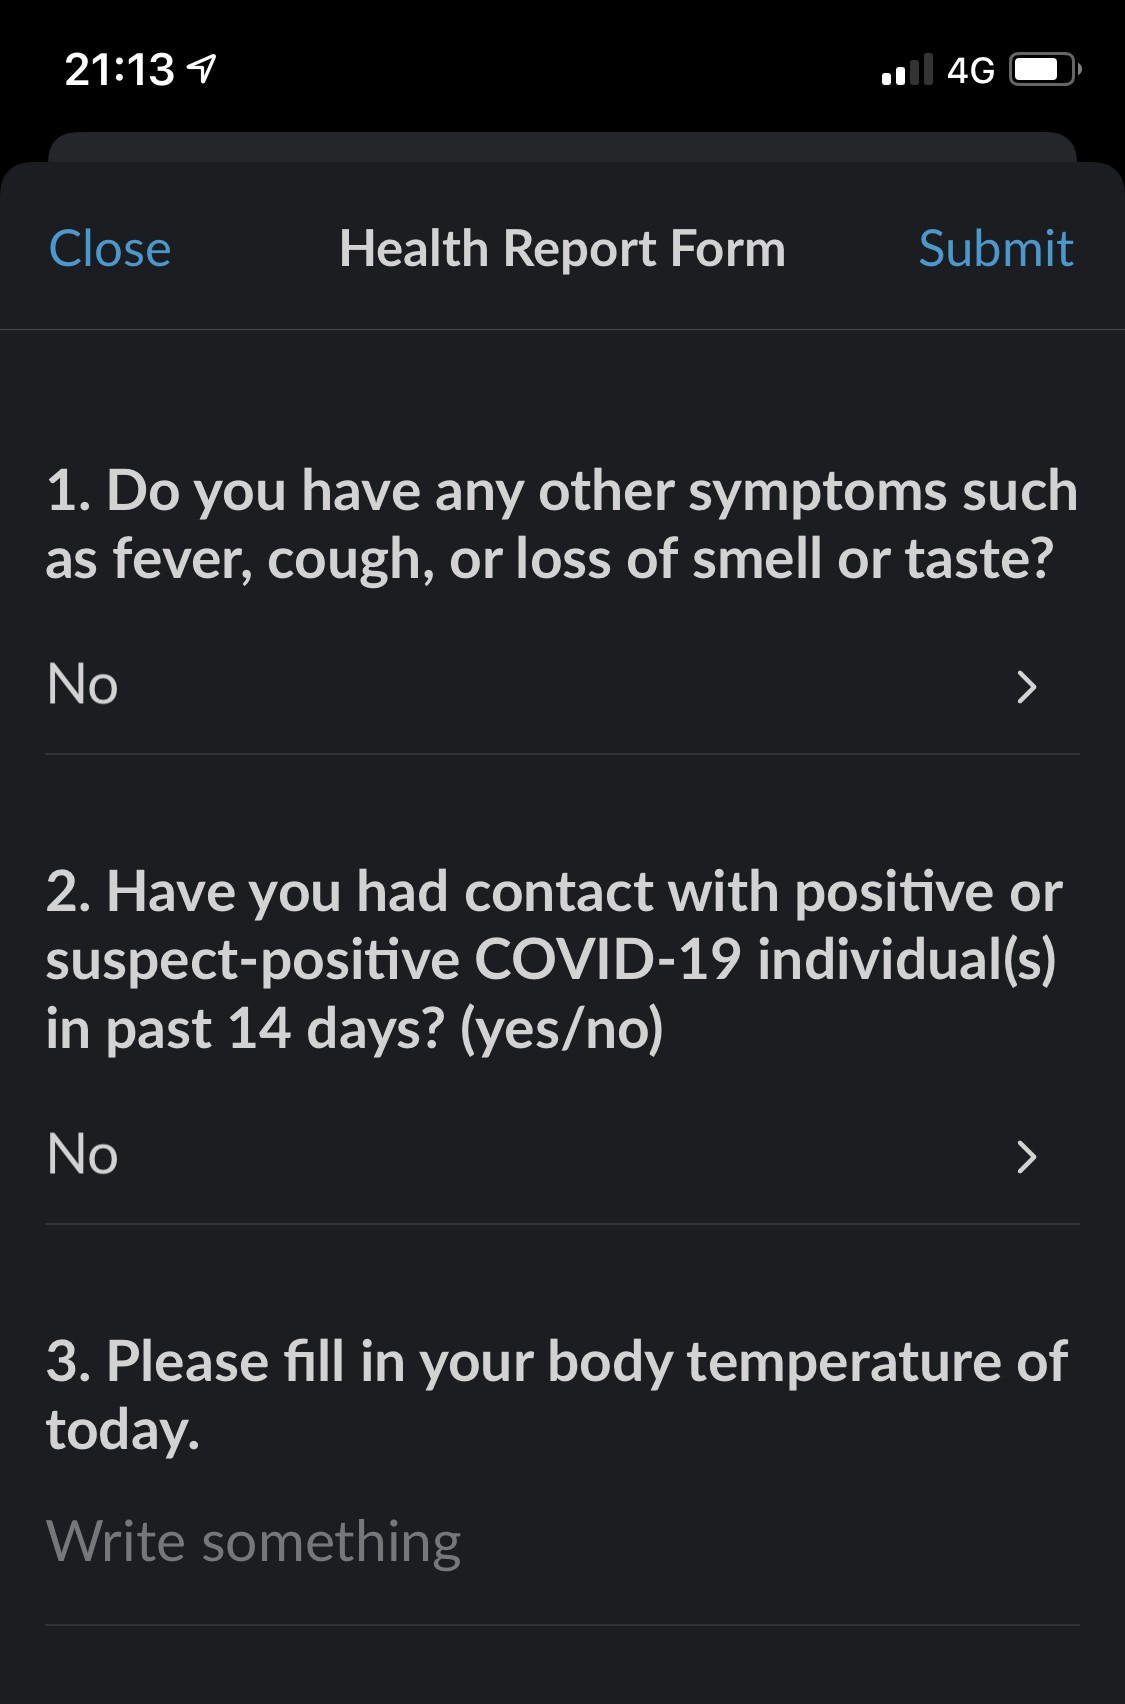 21:13
4G
Close Health Report Form Submit
1. Do you have any other symptoms such
as fever, cough, or loss of smell or taste?
No
2. Have you had contact with positive or
suspect-positive COVID-19 individual(s)
in past 14 days? (yes/no)
No
3. Please fill in your body temperature of
today.
Write something